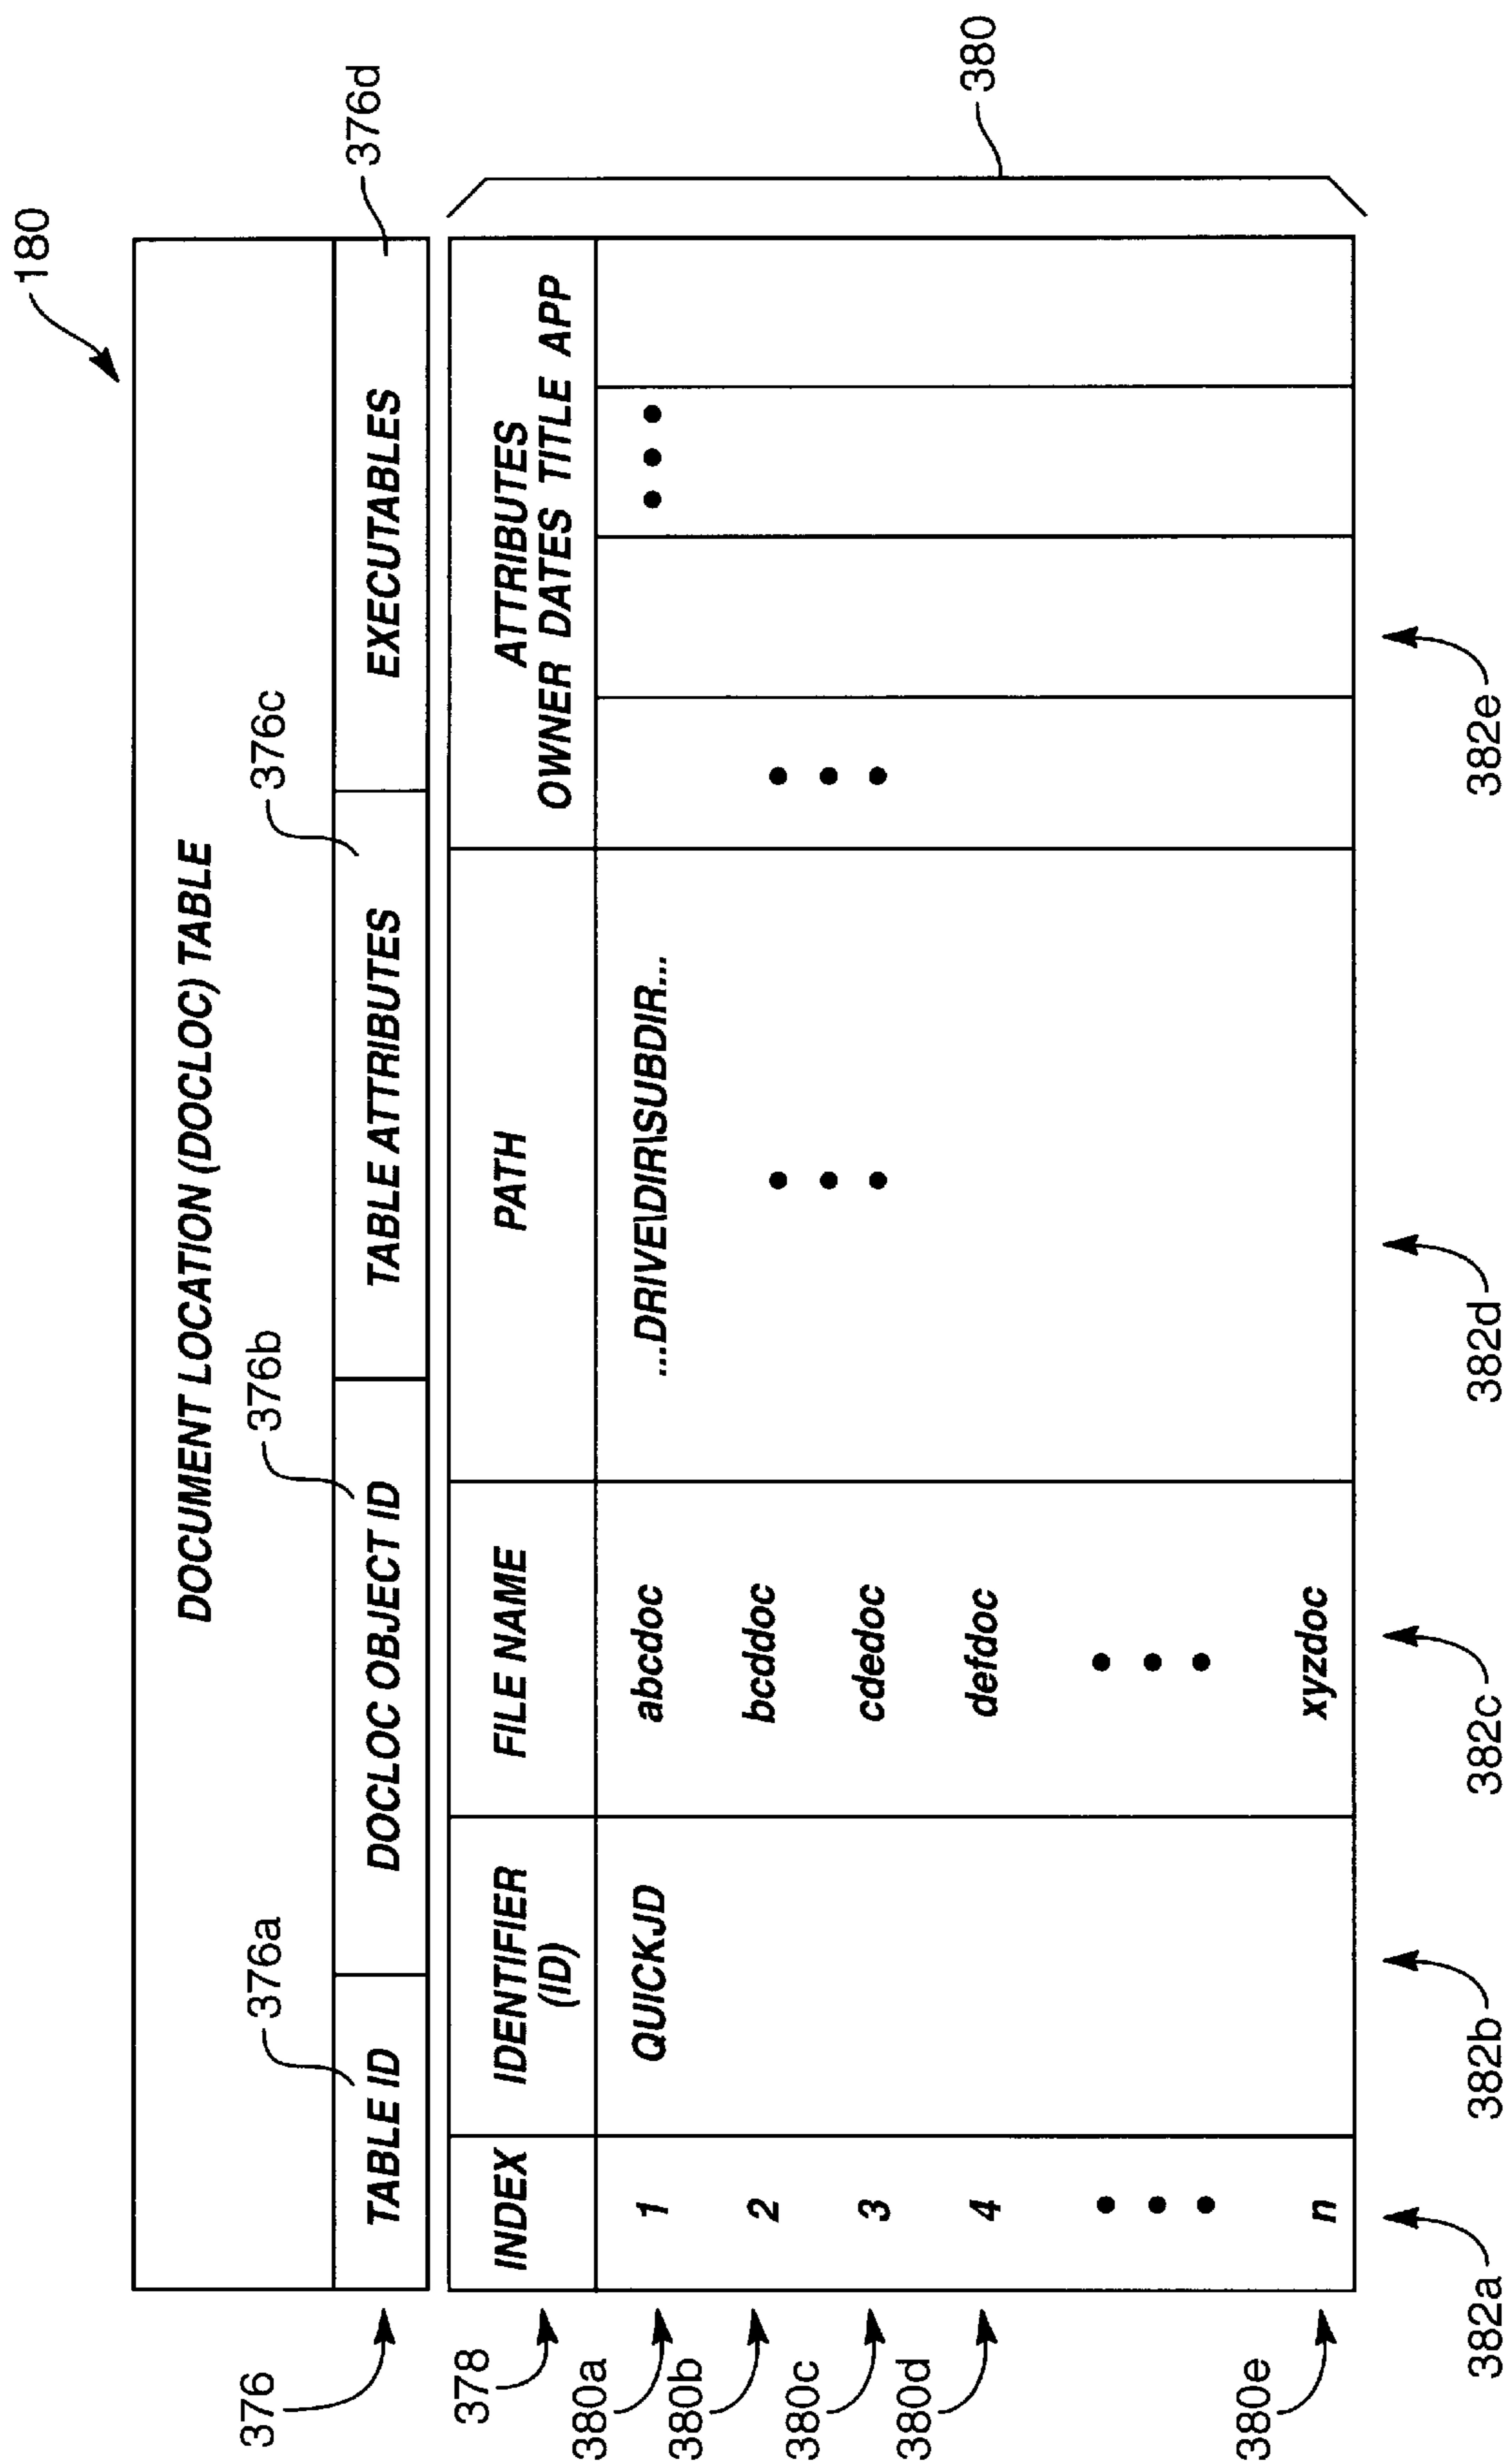 180
DOCUMENT LOCATION (DOCLOC) TABLE
376a
376b
376c
376d
376
TABLE ID
DOCLOC OBJECT ID
TABLE ATTRIBUTES
EXECUTABLES
378
INDEX
IDENTIFIER
(ID)
FILE NAME
PATH
ATTRIBUTES
OWNER DATES TITLE APP
380a
1
QUICKJD
abcdoc
...DRIVE\DIR\SUBDIR...
380b
2
bcddoc
380c
3
cdedoc
380d
4
defdoc
380e
n
xyzdoc
380
382a
382b
382c
382d
382e